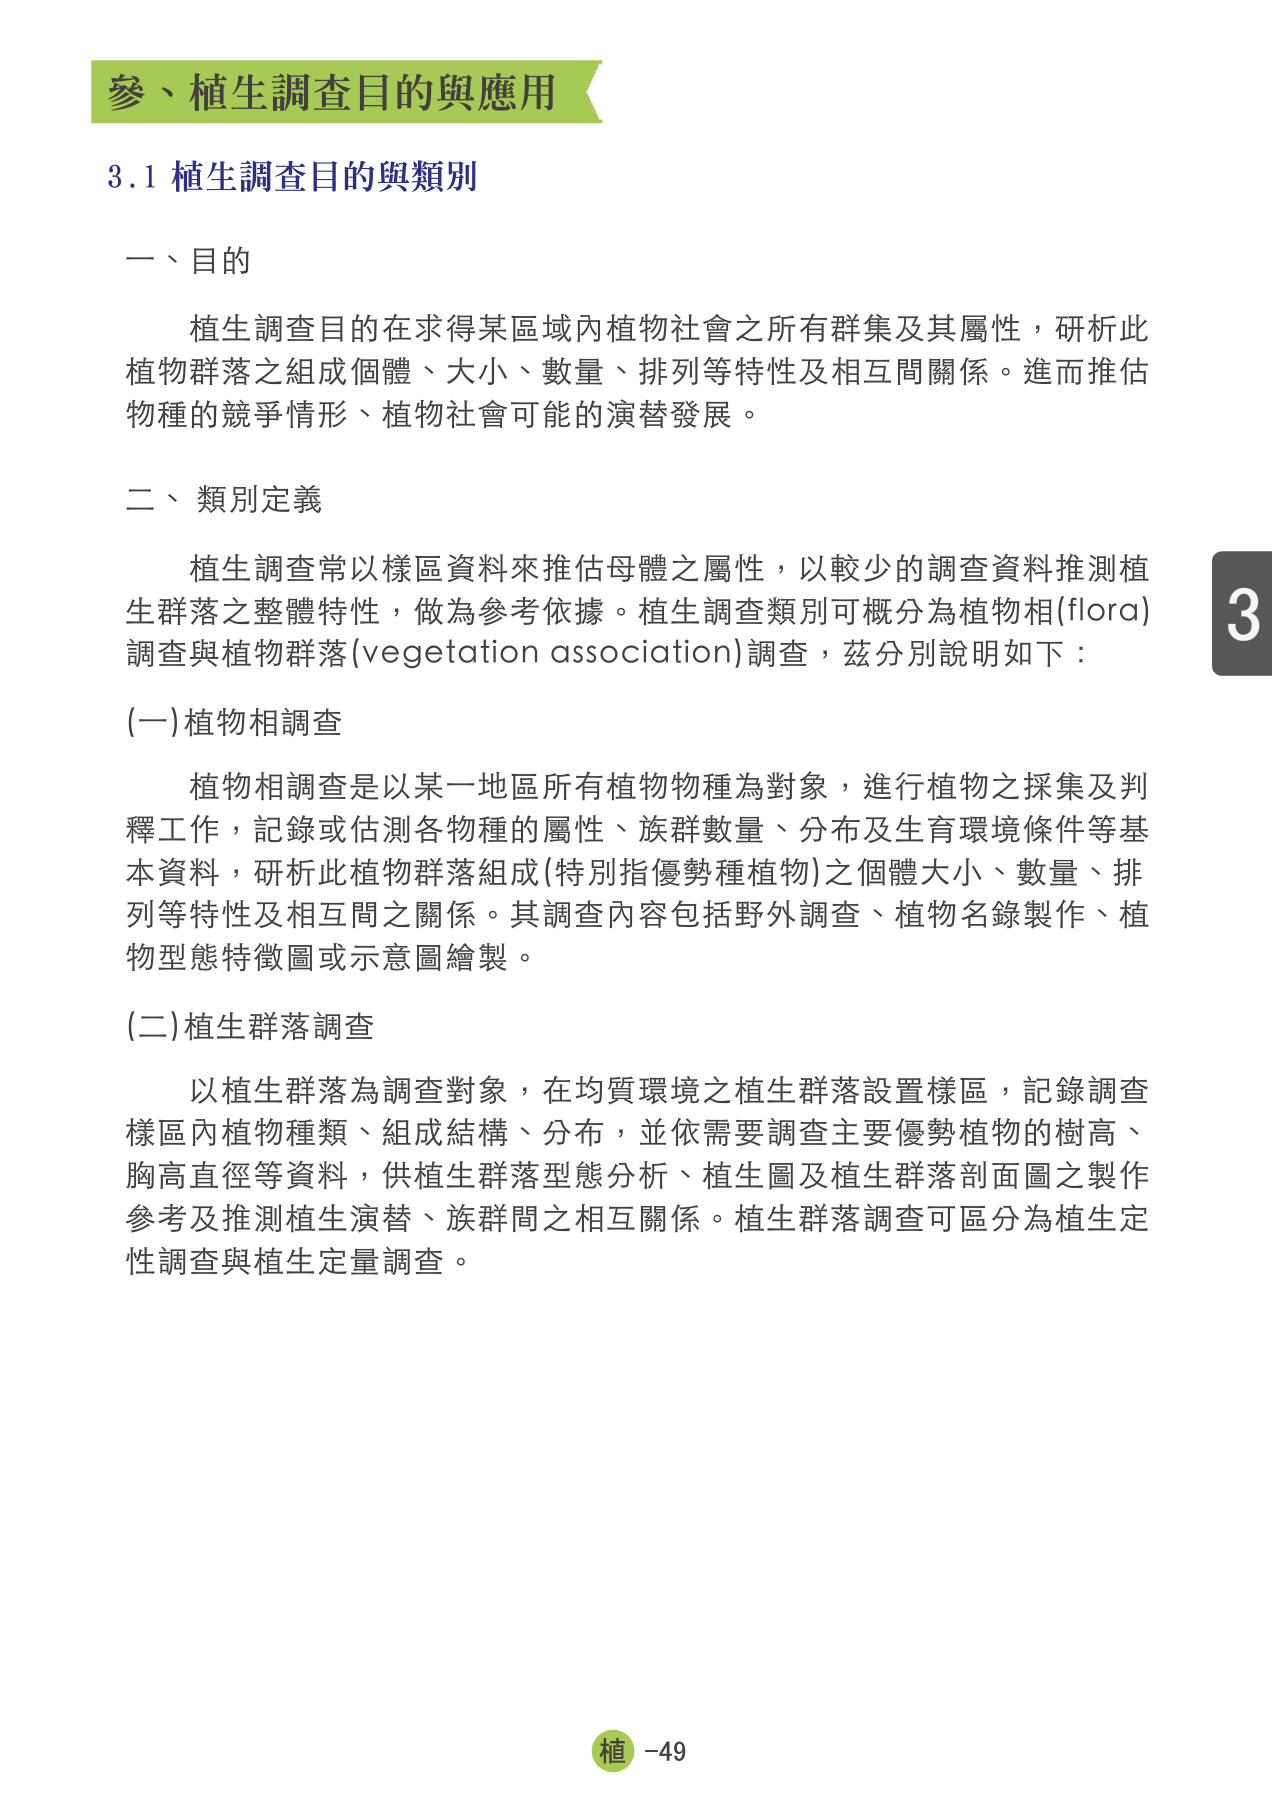 參、植生調查目的與應用
3.1 植生調查目的與類別
一、目的
植生調查目的在求得某區域內植物社會之所有群集及其屬性，研析此
植物群落之組成個體、大小、數量、排列等特性及相互間關係。進而推估
物種的競爭情形、植物社會可能的演替發展。
二、 類別定義
植生調查常以樣區資料來推估母體之屬性，以較少的調查資料推測植
生群落之整體特性，做為參考依據。植生調查類別可概分為植物相(flora)
調查與植物群落(vegetation association)調查，茲分別說明如下：
3
(一)植物相調查
植物相調查是以某一地區所有植物物種為對象，進行植物之採集及判
釋工作，記錄或估測各物種的屬性、族群數量、分布及生育環境條件等基
本資料，研析此植物群落組成(特別指優勢種植物)之個體大小、數量、排
列等特性及相互間之關係。其調查內容包括野外調查、植物名錄製作、植
物型態特徵圖或示意圖繪製。
(二)植生群落調查
以植生群落為調查對象，在均質環境之植生群落設置樣區，記錄調查
樣區內植物種類、組成結構、分布，並依需要調查主要優勢植物的樹高、
胸高直徑等資料，供植生群落型態分析、植生圖及植生群落剖面圖之製作
參考及推測植生演替、族群間之相互關係。植生群落調查可區分為植生定
性調查與植生定量調查。
植 -49